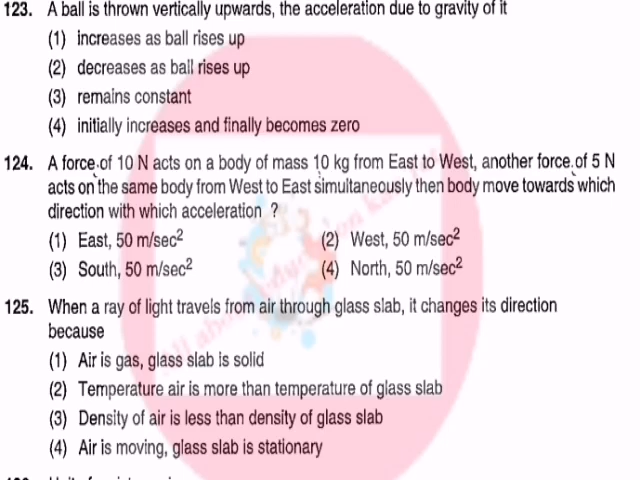 123. A ball is thrown vertically upwards, the acceleration due to gravity of it
(1) increases as ball rises up
(2) decreases as ball rises up
(3) remains constant
(4) initially increases and finally becomes zero
124. A force of 10 N acts on a body of mass 10 kg from East to West, another force of 5 N
acts on the same body from West to East simultaneously then body move towards which
direction with which acceleration ?
(1) East, 50 m/sec² (2) West, 50 m/sec²
(3) South, 50 m/sec² (4) North, 50 m/sec²
125. When a ray of light travels from air through glass slab, it changes its direction
because
(1) Air is gas, glass slab is solid
(2) Temperature air is more than temperature of glass slab
(3) Density of air is less than density of glass slab
(4) Air is moving, glass slab is stationary